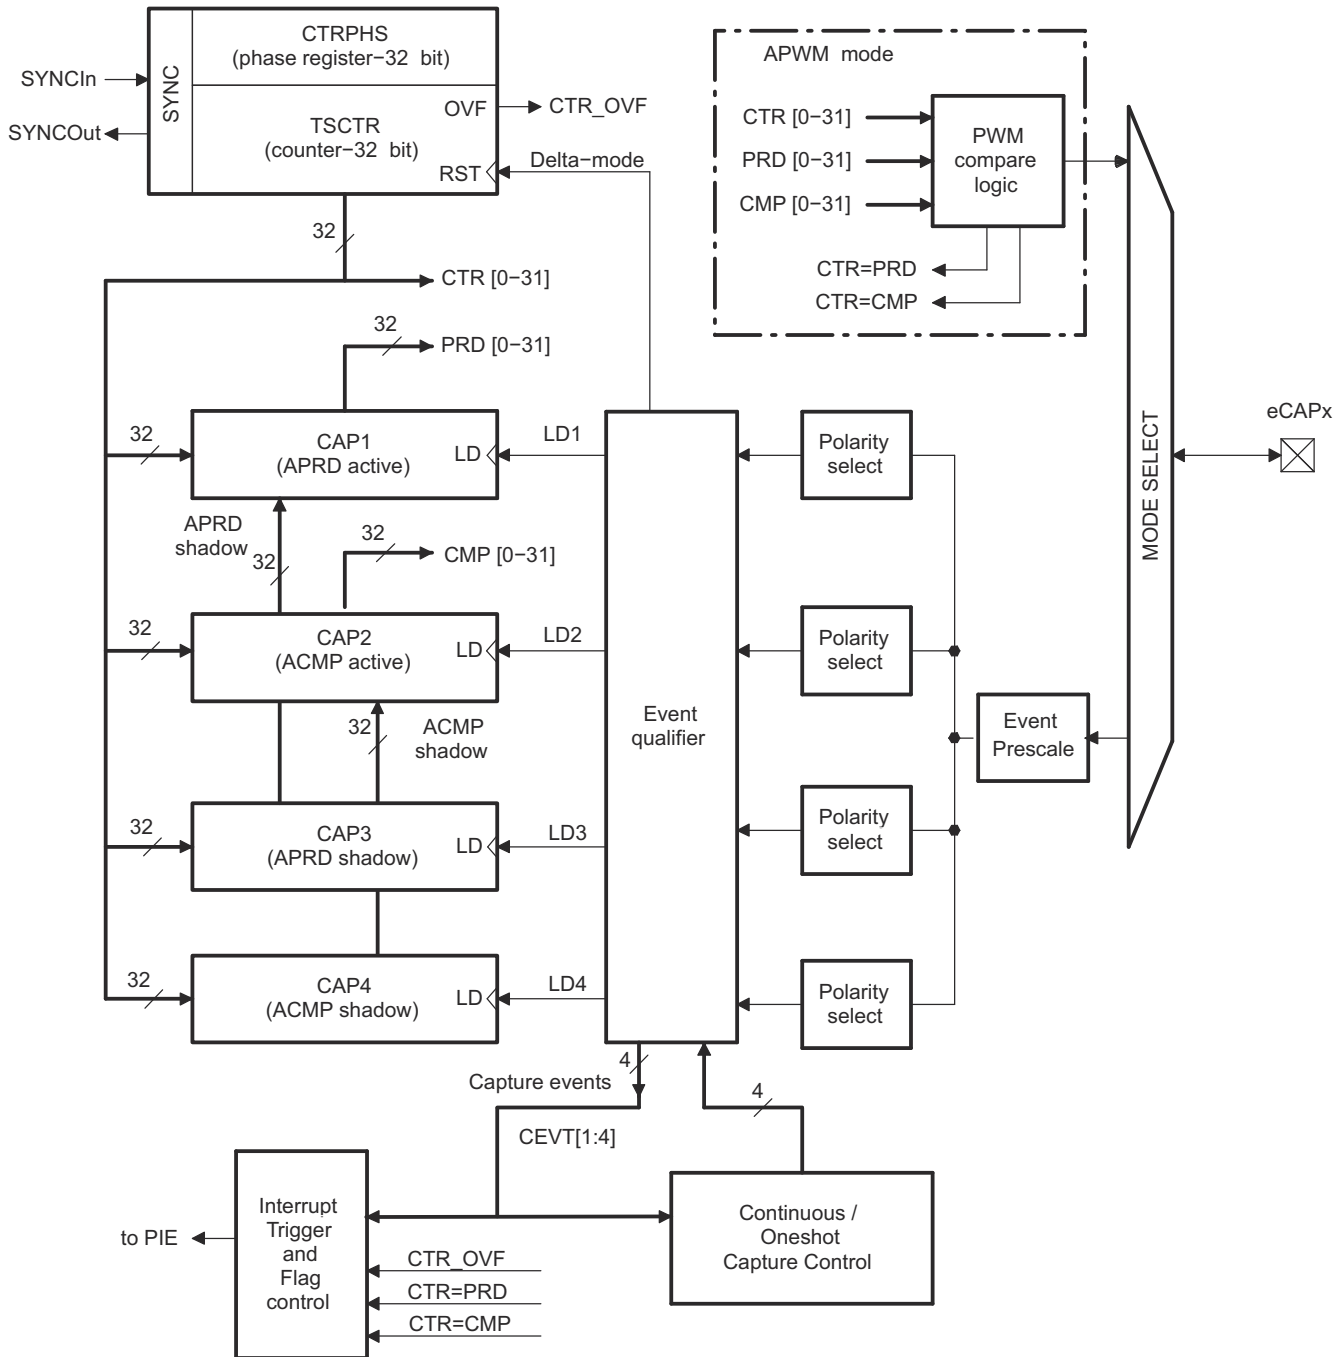 CTRPHS
(phase register−32 bit)
APWM mode
SYNCIn
SYNC
OVF
CTR_OVF
SYNCOut
TSCTR
(counter−32 bit)
RST
Delta−mode
CTR [0−31]
PRD [0−31]
CMP [0−31]
PWM
compare
logic
CTR=PRD
CTR=CMP
32
CTR [0−31]
32
PRD [0−31]
MODE SELECT
eCAPx
32
CAP1
(APRD active)
LD
LD1
Polarity
select
APRD
shadow
32
32
CMP [0−31]
32
CAP2
(ACMP active)
LD
LD2
Polarity
select
Event
qualifier
Event
Prescale
32
ACMP
shadow
32
CAP3
(APRD shadow)
LD
LD3
Polarity
select
32
CAP4
(ACMP shadow)
LD
LD4
Polarity
select
4
Capture events
4
CEVT[1:4]
to PIE
Interrupt
Trigger
and
Flag
control
CTR_OVF
CTR=PRD
CTR=CMP
Continuous /
Oneshot
Capture Control